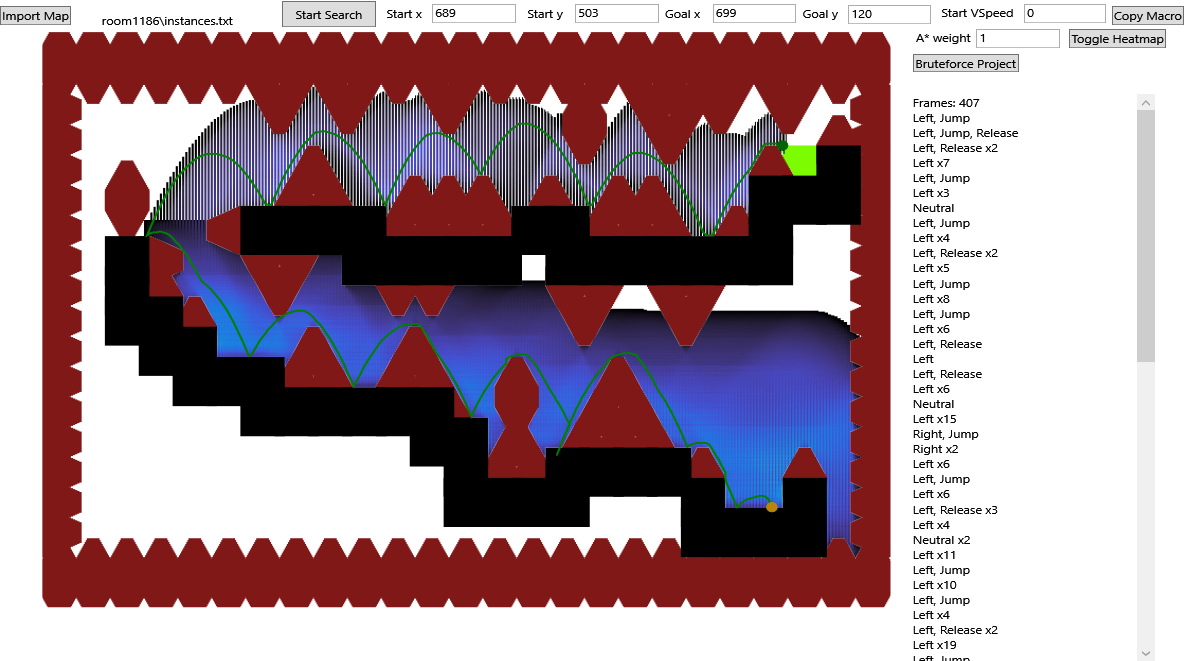 Import Map
room1186\instances.txt
Start Search
Start x 689
Start y 503
Goal x 699
Goal y 120
Start VSpeed 0
Copy Macro
A* weight 1
Toggle Heatmap
Bruteforce Project
Frames: 407
Left, Jump
Left, Jump, Release
Left, Release x2
Left x7
Left, Jump
Left x3
Neutral
Left, Jump
Left x4
Left, Release x2
Left x5
Left, Jump
Left x8
Left, Jump
Left x6
Left, Release
Left
Left, Release
Left x6
Neutral
Left x15
Right, Jump
Right x2
Left x6
Left, Jump
Left x6
Left, Release x3
Left x4
Neutral x2
Left x11
Left, Jump
Left x10
Left, Jump
Left x4
Left, Release x2
Left x19
Left, Jump